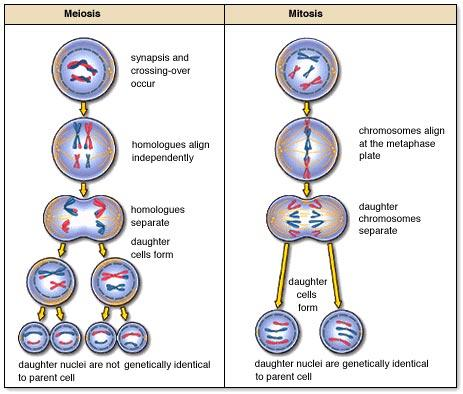 Meiosis
synapsis and
crossing-over
occur
homologues align
independently
homologues
separate
daughter
cells form
daughter nuclei are not genetically identical
to parent cell
Mitosis
chromosomes align
at the metaphase
plate
daughter
chromosomes
separate
daughter
cells
form
daughter nuclei are genetically identical
to parent cell